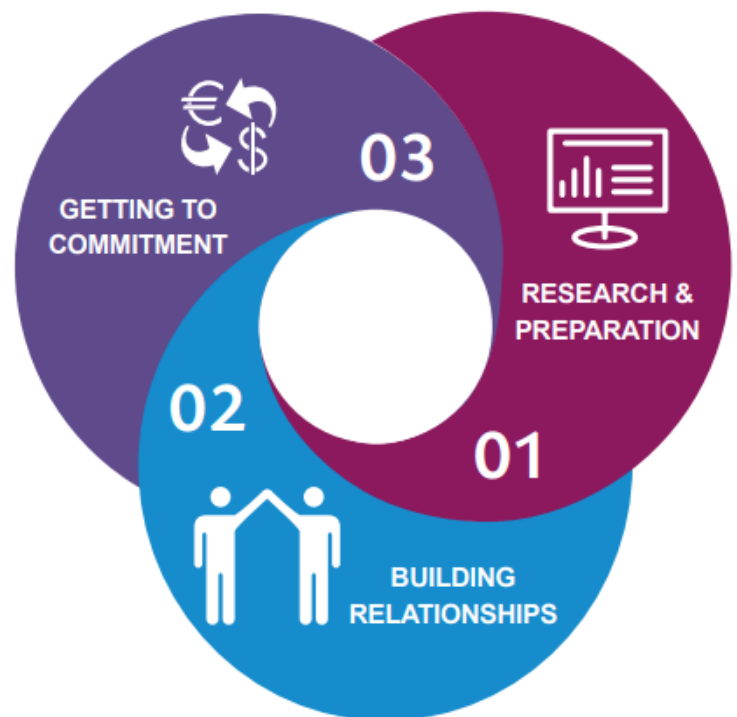 03
GETTING TO
COMMITMENT
RESEARCH &
PREPARATION
02
01
BUILDING
RELATIONSHIPS
€
$